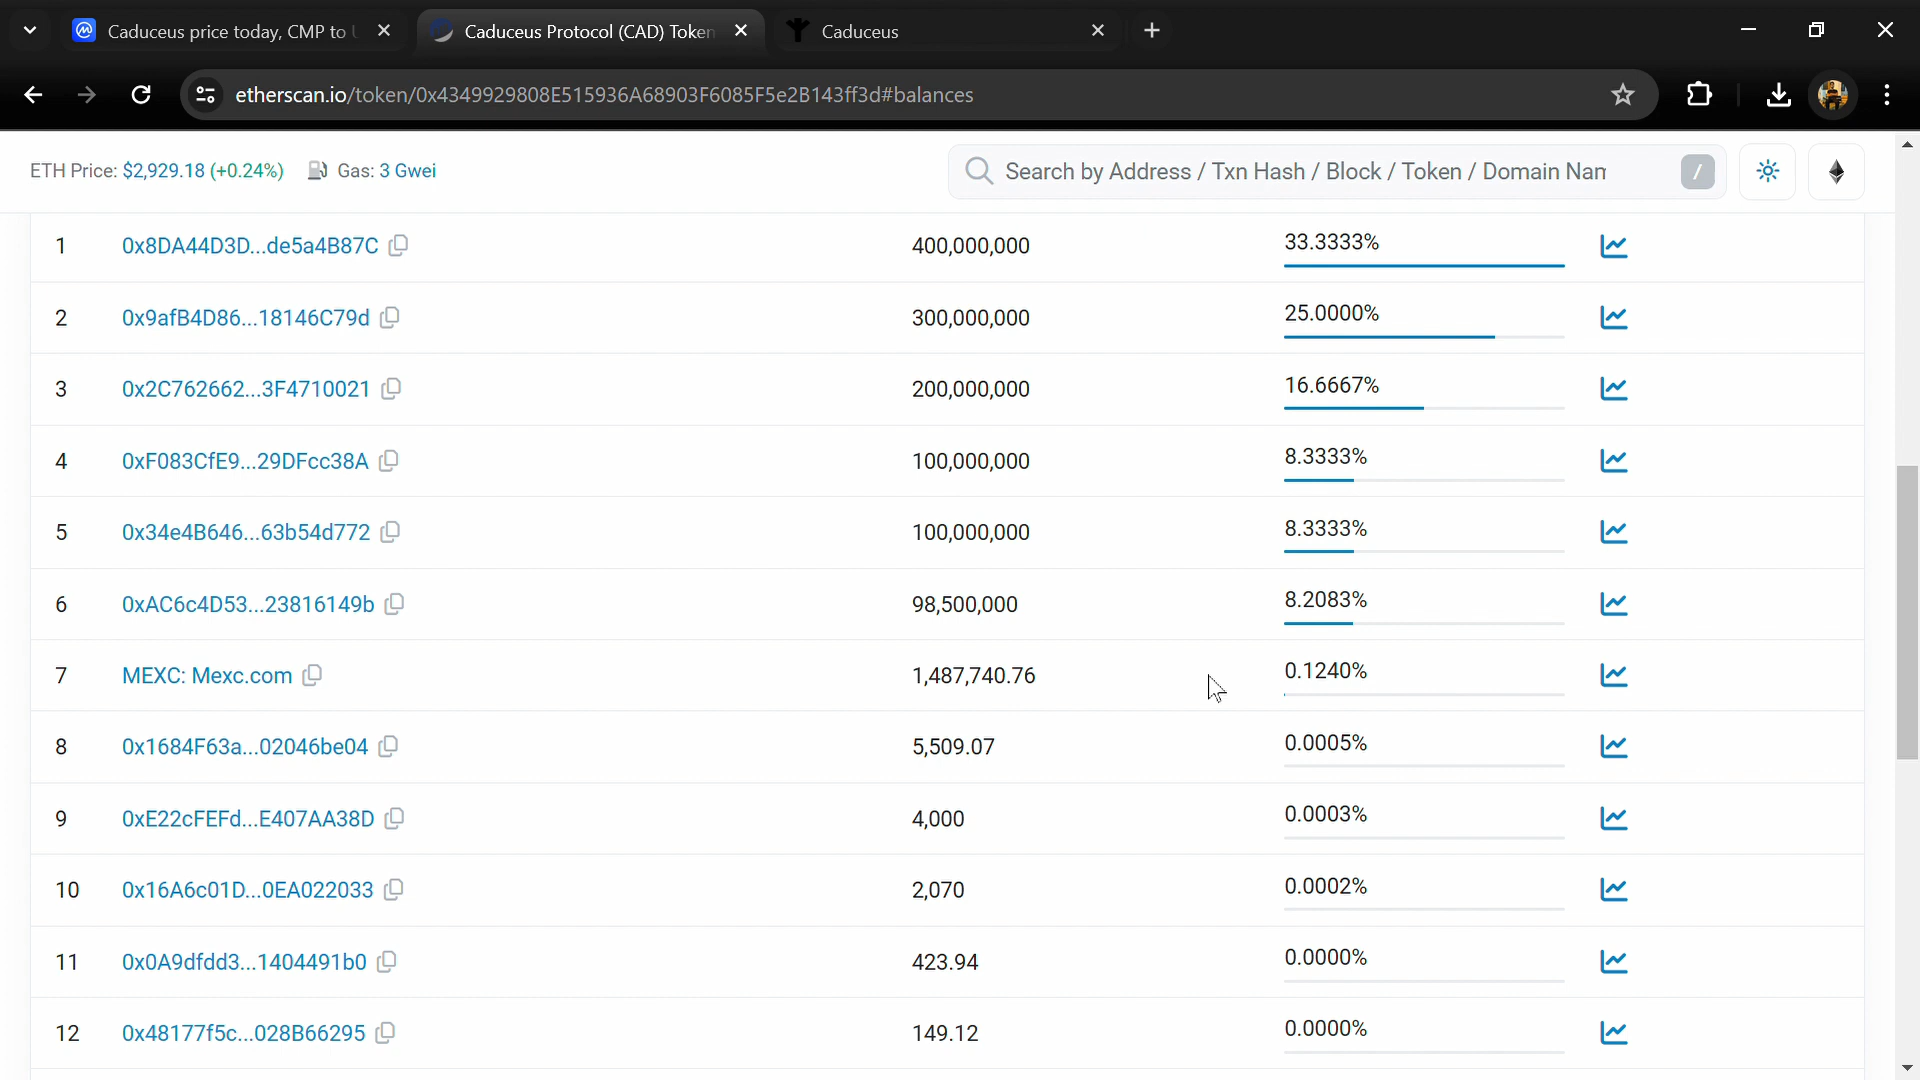 Caduceus price today, CMP to U
Caduceus Protocol (CAD) Token
Caduceus
etherscan.io/token/0x4349929808E515936A68903F6085F5e2B143ff3d#balances
ETH Price: $2,929.18 (+0.24%) Gas: 3 Gwei
Search by Address / Txn Hash / Block / Token / Domain Nam
/
1 0x8DA44D3D...de5a4B87C 400,000,000 33.3333%
2 0x9afB4D86...18146C79d 300,000,000 25.0000%
3 0x2C762662...3F4710021 200,000,000 16.6667%
4 0xF083CfE9...29DFcc38A 100,000,000 8.3333%
5 0x34e4B646...63b54d772 100,000,000 8.3333%
6 0xAC6c4D53...23816149b 98,500,000 8.2083%
7 MEXC: Mexc.com 1,487,740.76 0.1240%
8 0x1684F63a...02046be04 5,509.07 0.0005%
9 0xE22cFEFd...E407AA38D 4,000 0.0003%
10 0x16A6c01D...0EA022033 2,070 0.0002%
11 0x0A9dfdd3...1404491b0 423.94 0.0000%
12 0x48177f5c...028B66295 149.12 0.0000%